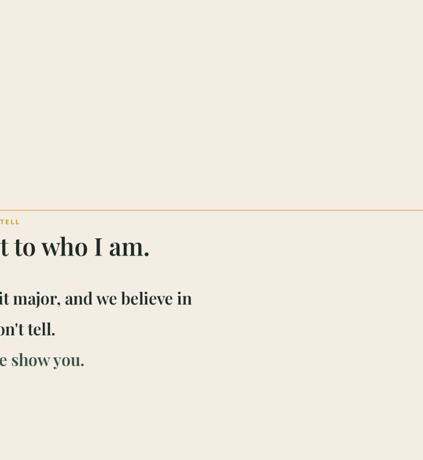 TELL
t to who I am.
it major, and we believe in
on't tell.
e show you.